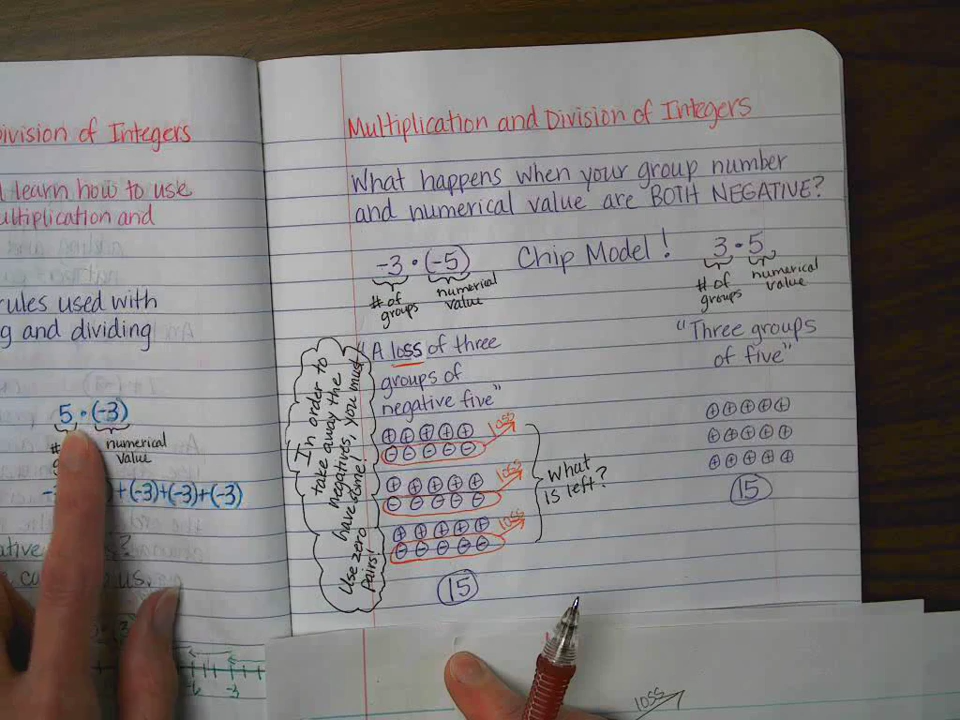 ivision of Integers
learn how to use
ultiplication and
rules used with
g and dividing
5 · (-3)
numerical
value
+(-3)+(-3)+(-3)
-6 -3
Multiplication and Division of Integers
What happens when your group number
and numerical value are BOTH NEGATIVE?
-3 · (-5) Chip Model! 3 · 5
# of groups numerical value
# of groups numerical value
"A loss of three
groups of
negative five"
"Three groups
of five"
In order to
take away the
negatives, you must
have some!
Use zero
pairs!
+ + + + + loss
- - - - -
+ + + + + loss
- - - - -
+ + + + + loss
- - - - -
What
is left?
15
+ + + + +
+ + + + +
+ + + + +
15
loss